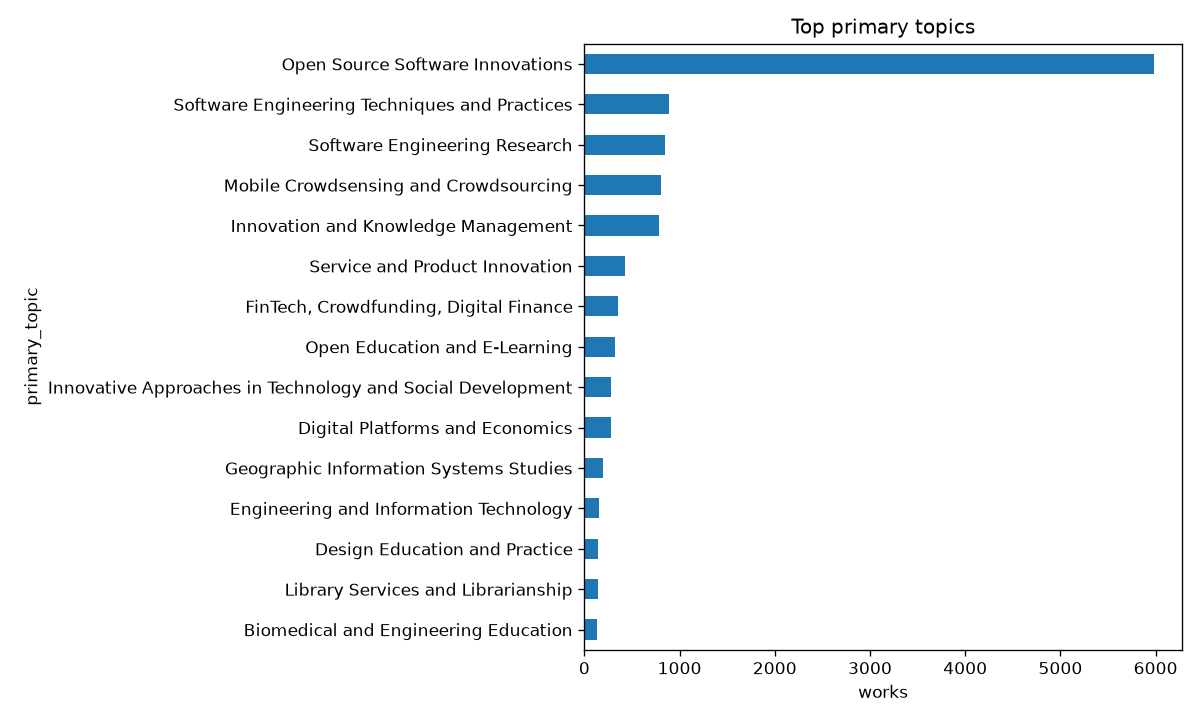 Top primary topics
Open Source Software Innovations
Software Engineering Techniques and Practices
Software Engineering Research
Mobile Crowdsensing and Crowdsourcing
Innovation and Knowledge Management
Service and Product Innovation
FinTech, Crowdfunding, Digital Finance
Open Education and E-Learning
Innovative Approaches in Technology and Social Development
Digital Platforms and Economics
Geographic Information Systems Studies
Engineering and Information Technology
Design Education and Practice
Library Services and Librarianship
Biomedical and Engineering Education
primary_topic
0 1000 2000 3000 4000 5000 6000
works